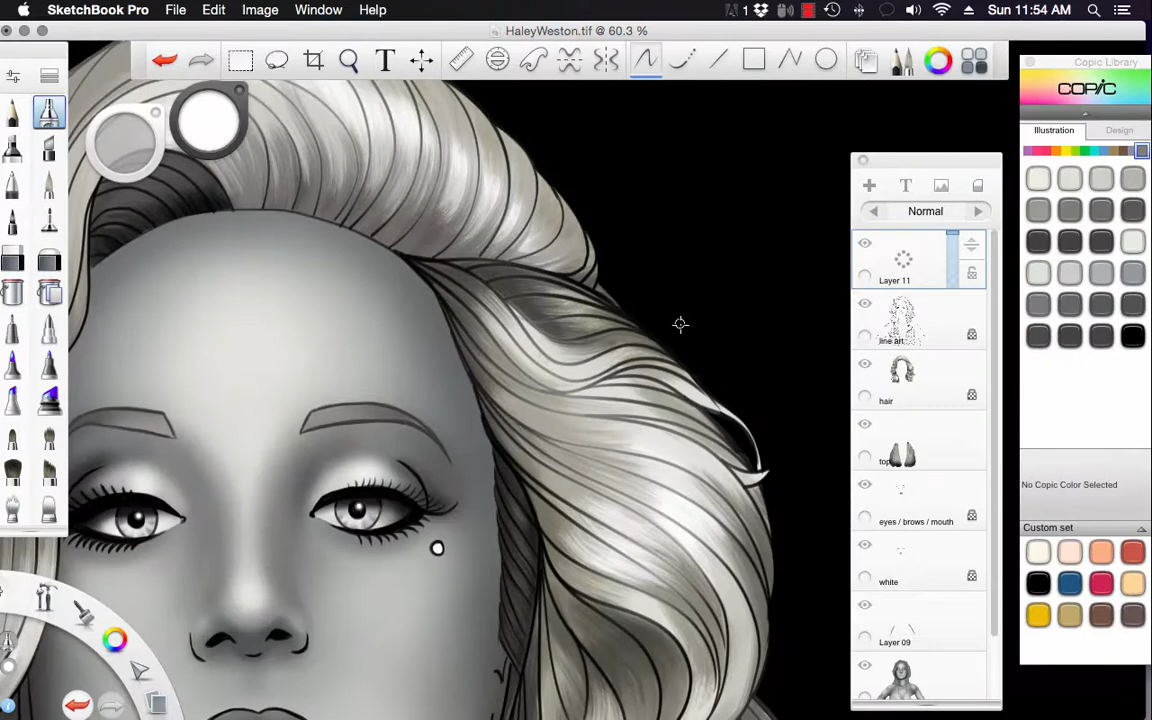 SketchBook Pro File Edit Image Window Help 1 Sun 11:54 AM
HaleyWeston.tif @ 60.3 %
T
Copic Library
COPIC
Illustration Design
T
Normal
Layer 11
line art
hair
top
eyes / brows / mouth
white
Layer 09
No Copic Color Selected
Custom set